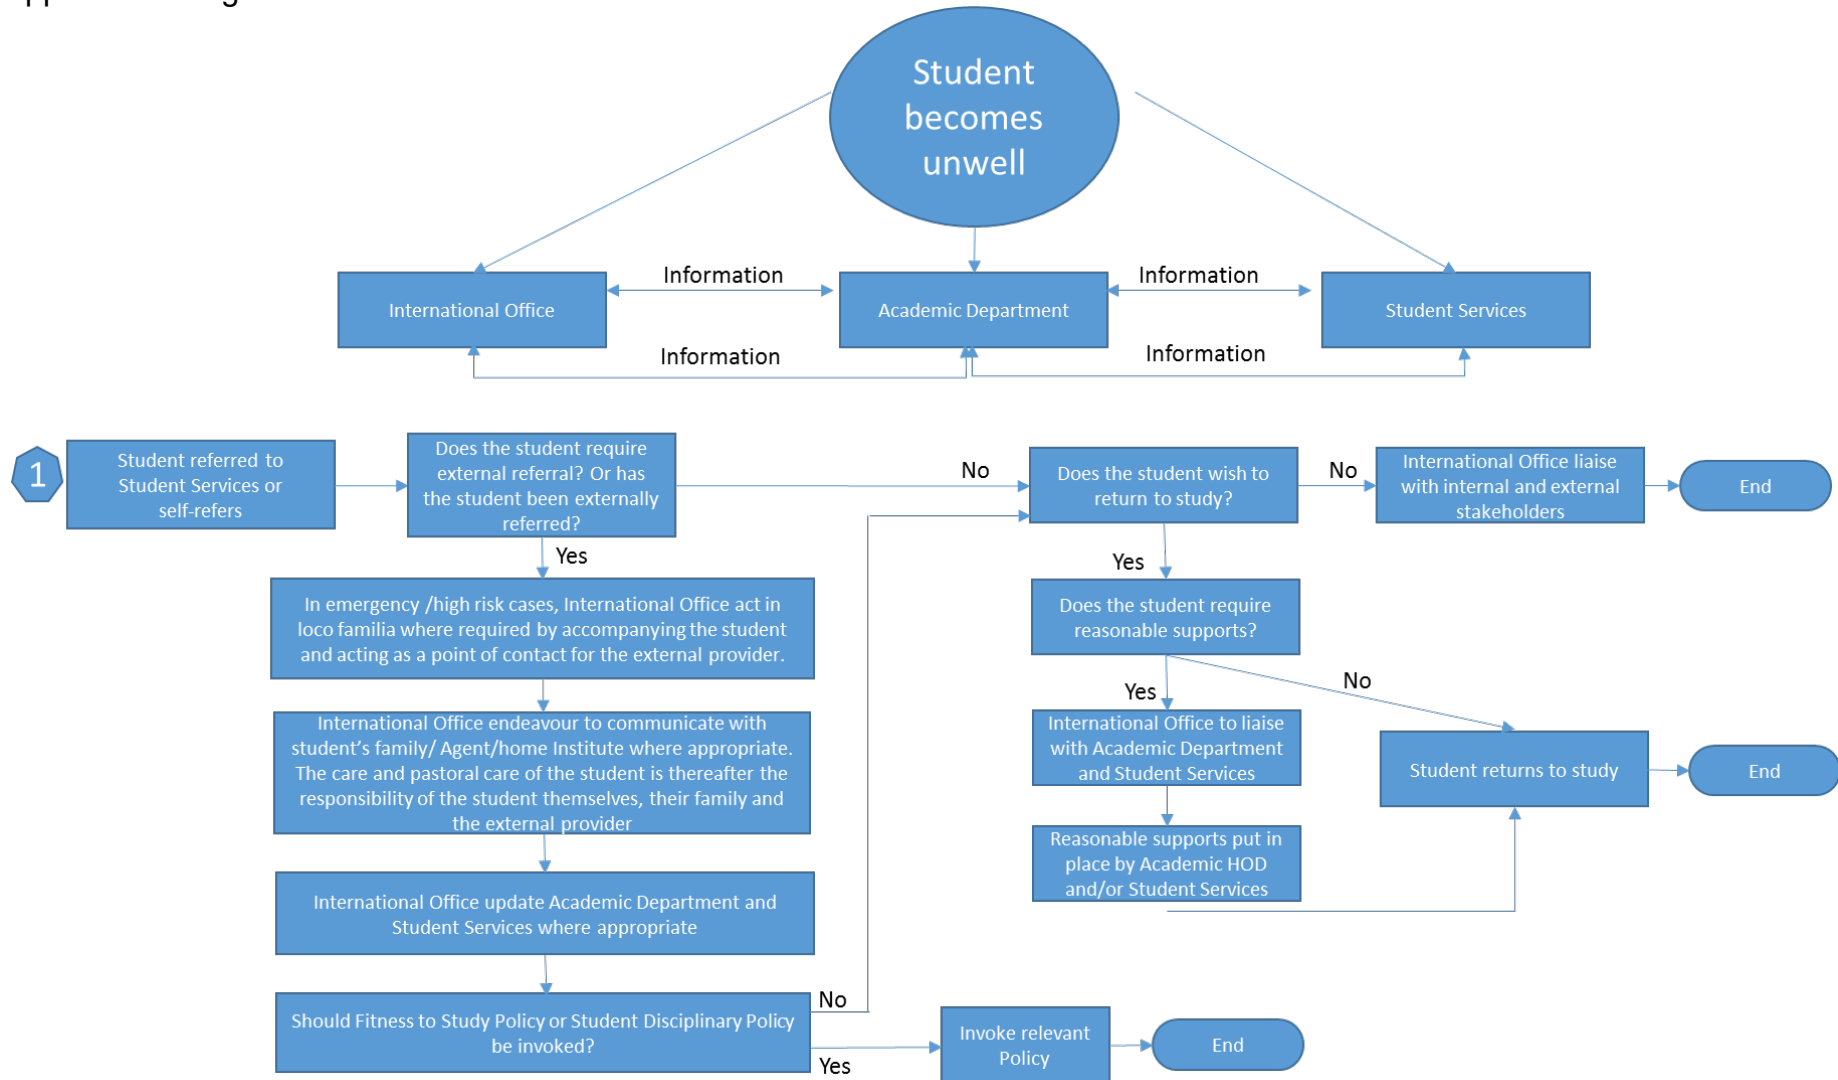 Student
becomes
unwell
Information
Information
International Office
Academic Department
Student Services
Information
Information
1
Student referred to
Student Services or
self-refers
Does the student require
external referral? Or has
the student been externally
referred?
No
Does the student wish to
return to study?
No
International Office liaise
with internal and external
stakeholders
End
Yes
Yes
In emergency /high risk cases, International Office act in
loco familia where required by accompanying the student
and acting as a point of contact for the external provider.
Does the student require
reasonable supports?
No
Yes
International Office endeavour to communicate with
student’s family/ Agent/home Institute where appropriate.
The care and pastoral care of the student is thereafter the
responsibility of the student themselves, their family and
the external provider
International Office to liaise
with Academic Department
and Student Services
Student returns to study
End
Reasonable supports put in
place by Academic HOD
and/or Student Services
International Office update Academic Department and
Student Services where appropriate
Should Fitness to Study Policy or Student Disciplinary Policy
be invoked?
No
Yes
Invoke relevant
Policy
End